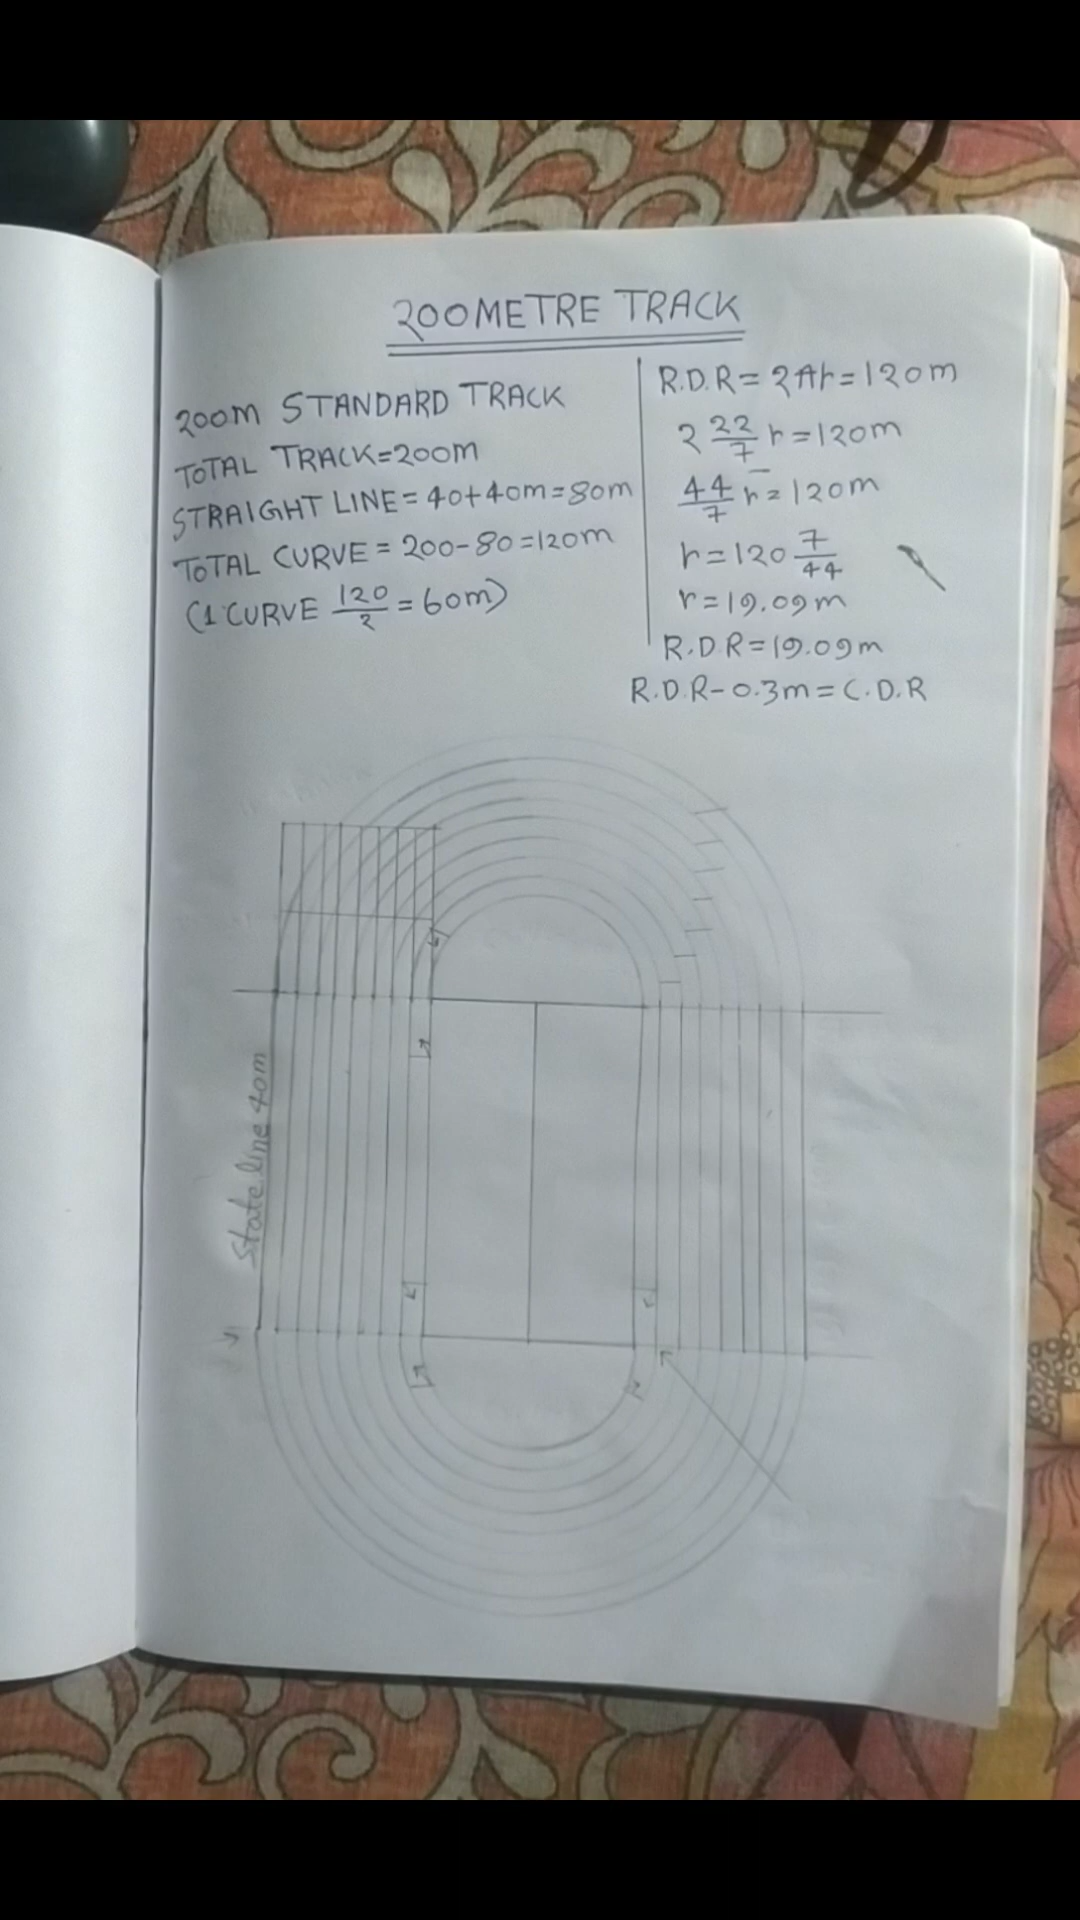 200METRE TRACK
200m STANDARD TRACK
TOTAL TRACK=200m
STRAIGHT LINE = 40+40m=80m
TOTAL CURVE = 200-80=120m
(1 CURVE 120/2 = 60m)
R.D.R = 2πr=120m
2 22/7 r=120m
44/7 r=120m
r=120 7/44
r=19.09m
R.D.R=19.09m
R.D.R-0.3m = C.D.R
State line 40m